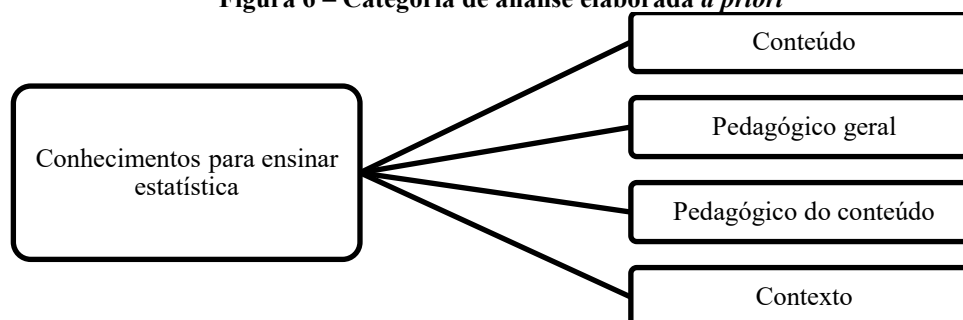 Figura 6 – Categoria de análise elaborada a priori
Conteúdo
Pedagógico geral
Conhecimentos para ensinar
estatística
Pedagógico do conteúdo
Contexto